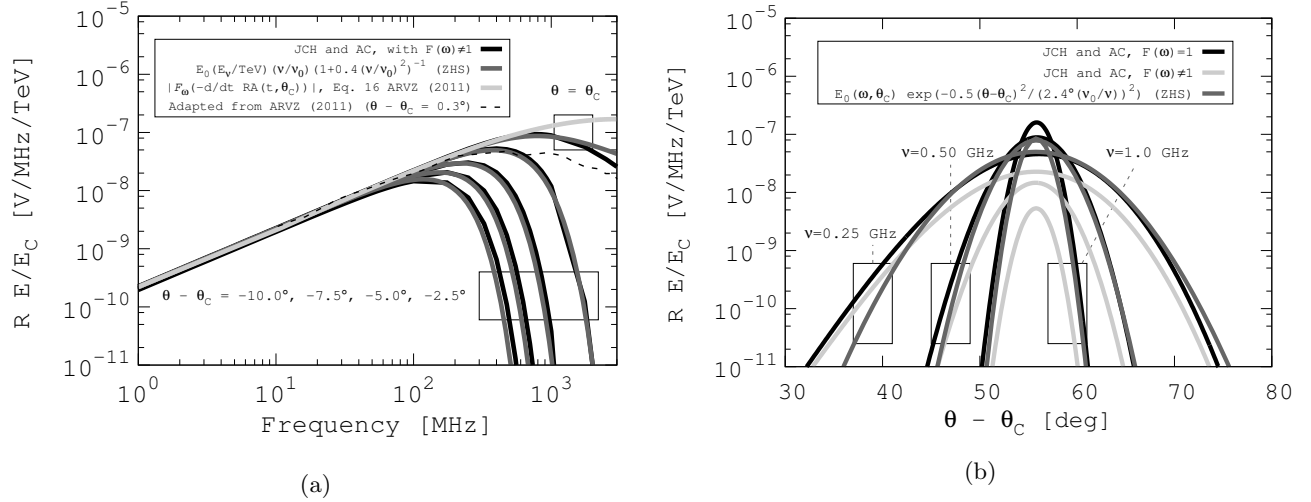 10⁻⁵
10⁻⁶
10⁻⁷
10⁻⁸
10⁻⁹
10⁻¹⁰
10⁻¹¹
R E/E_C [V/MHz/TeV]
JCH and AC, with F(ω)≠1
E₀(E_ν/TeV)(ν/ν₀)(1+0.4(ν/ν₀)²)⁻¹ (ZHS)
|F_ω(-d/dt RA(t,θ_C))|, Eq. 16 ARVZ (2011)
Adapted from ARVZ (2011) (θ - θ_C = 0.3°)
θ = θ_C
θ - θ_C = -10.0°, -7.5°, -5.0°, -2.5°
10⁰ 10¹ 10² 10³
Frequency [MHz]
(a)
10⁻⁵
10⁻⁶
10⁻⁷
10⁻⁸
10⁻⁹
10⁻¹⁰
10⁻¹¹
R E/E_C [V/MHz/TeV]
JCH and AC, F(ω)=1
JCH and AC, F(ω)≠1
E₀(ω,θ_C) exp(-0.5(θ-θ_C)²/(2.4°(ν₀/ν))²) (ZHS)
ν=0.50 GHz
ν=1.0 GHz
ν=0.25 GHz
30 40 50 60 70 80
θ - θ_C [deg]
(b)